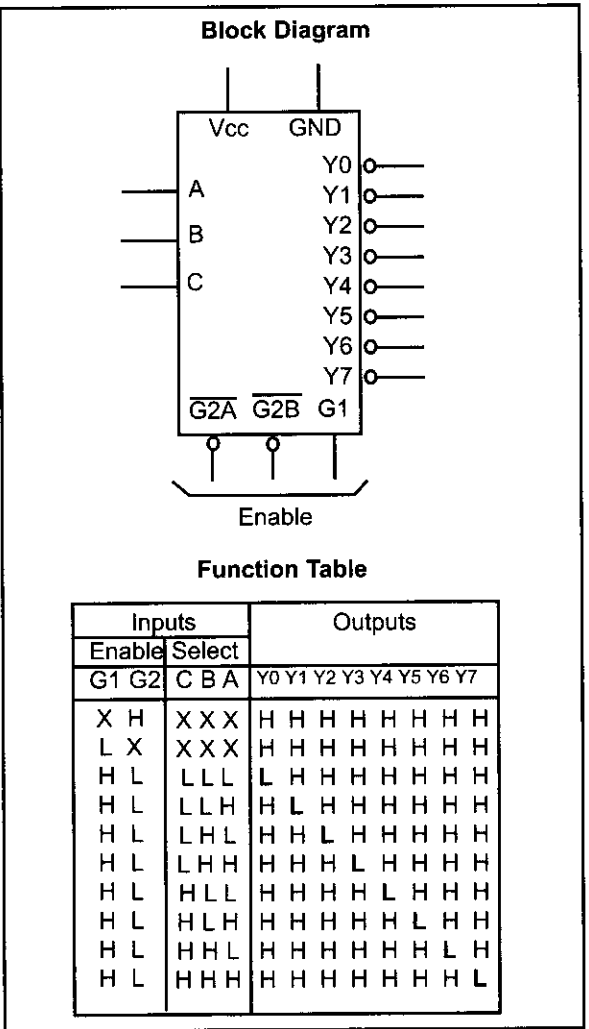 Block Diagram
Vcc GND
Y0
A Y1
Y2
B
Y3
C Y4
Y5
Y6
Y7
G2A G2B G1
Enable
Function Table
Inputs Outputs
Enable Select
G1 G2 C B A Y0 Y1 Y2 Y3 Y4 Y5 Y6 Y7
X H X X X H H H H H H H H
L X X X X H H H H H H H H
H L L L L L H H H H H H H
H L L L H H L H H H H H H
H L L H L H H L H H H H H
H L L H H H H H L H H H H
H L H L L H H H H L H H H
H L H L H H H H H H L H H
H L H H L H H H H H H L H
H L H H H H H H H H H H L